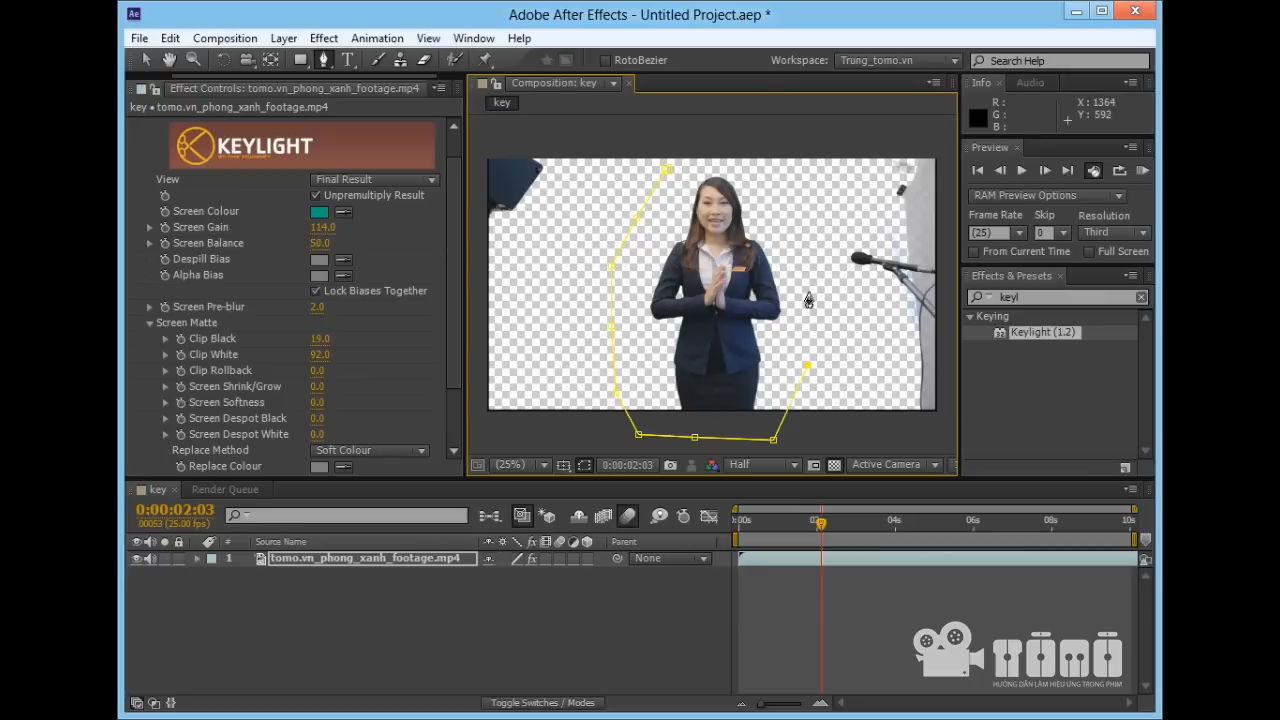 Ae
Adobe After Effects - Untitled Project.aep *
File Edit Composition Layer Effect Animation View Window Help
T RotoBezier Workspace: Trung_tomo.vn Search Help
Effect Controls: tomo.vn_phong_xanh_footage.mp4
key • tomo.vn_phong_xanh_footage.mp4
KEYLIGHT
View Final Result
Unpremultiply Result
Screen Colour
Screen Gain 114.0
Screen Balance 50.0
Despill Bias
Alpha Bias
Lock Biases Together
Screen Pre-blur 2.0
Screen Matte
Clip Black 19.0
Clip White 92.0
Clip Rollback 0.0
Screen Shrink/Grow 0.0
Screen Softness 0.0
Screen Despot Black 0.0
Screen Despot White 0.0
Replace Method Soft Colour
Replace Colour
Composition: key
key
(25%) 0:00:02:03 Half Active Camera
Info Audio
R : X : 1364
G : Y : 592
B :
Preview
RAM Preview Options
Frame Rate Skip Resolution
(25) 0 Third
From Current Time Full Screen
Effects & Presets
keyl
Keying
Keylight (1.2)
key Render Queue
0:00:02:03
00053 (25.00 fps)
# Source Name fx Parent
1 tomo.vn_phong_xanh_footage.mp4 fx None
:00s 02s 04s 06s 08s 10s
TOMO
HƯỚNG DẪN LÀM HIỆU ỨNG TRONG PHIM
Toggle Switches / Modes